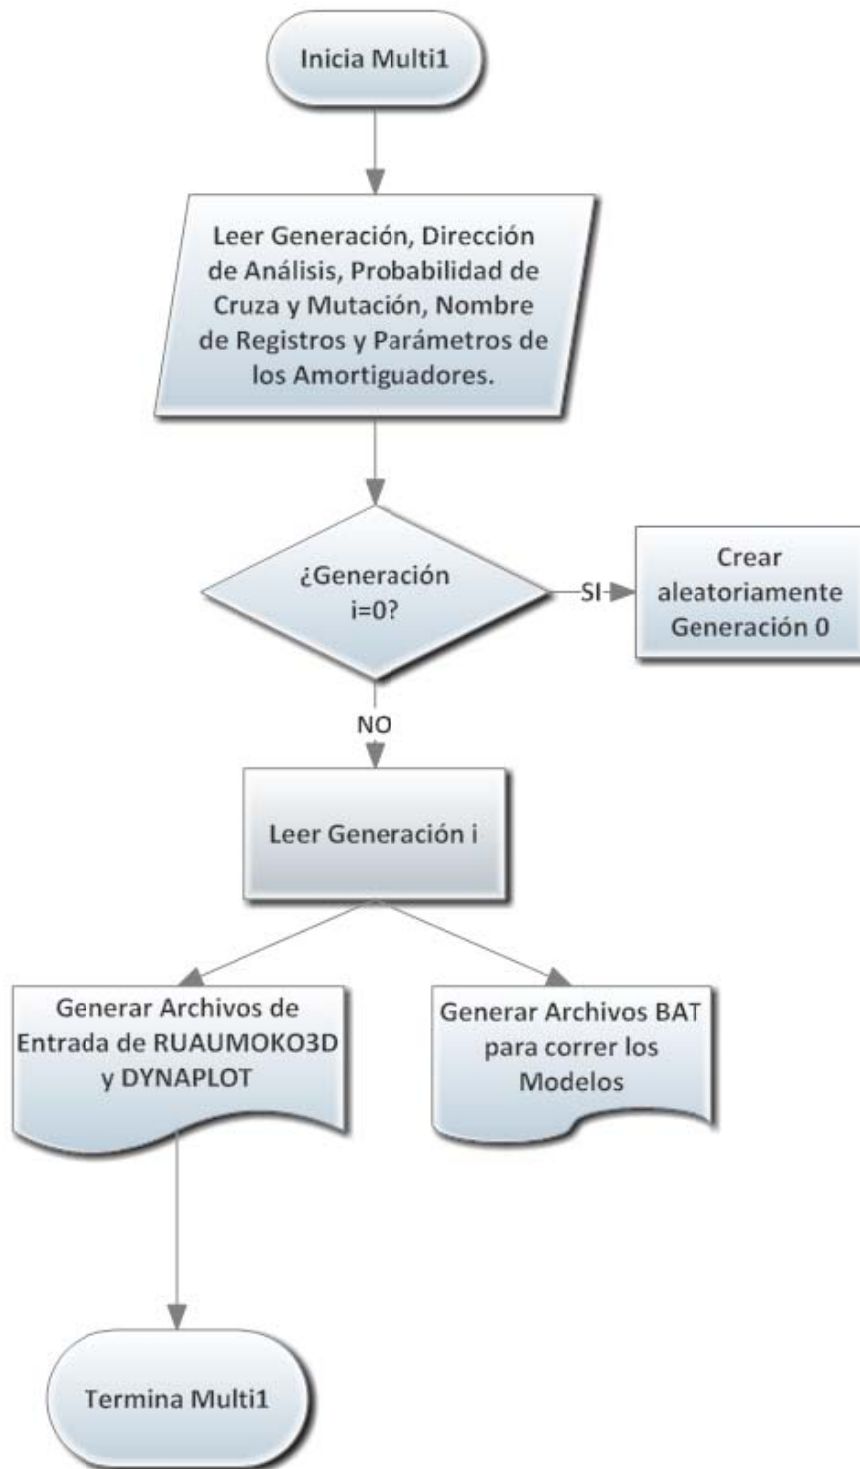 Inicia Multi1
Leer Generación, Dirección
de Análisis, Probabilidad de
Cruza y Mutación, Nombre
de Registros y Parámetros de
los Amortiguadores.
¿Generación
i=0?
SI
Crear
aleatoriamente
Generación 0
NO
Leer Generación i
Generar Archivos de
Entrada de RUAUMOKO3D
y DYNAPLOT
Generar Archivos BAT
para correr los
Modelos
Termina Multi1